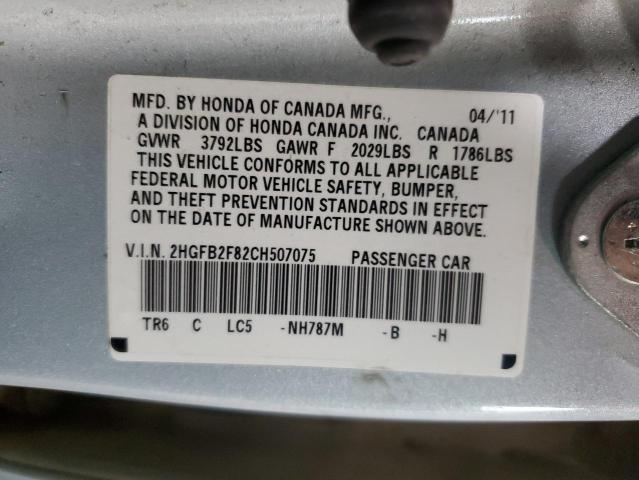 MFD. BY HONDA OF CANADA MFG., 04/'11
A DIVISION OF HONDA CANADA INC. CANADA
GVWR 3792LBS GAWR F 2029LBS R 1786LBS
THIS VEHICLE CONFORMS TO ALL APPLICABLE
FEDERAL MOTOR VEHICLE SAFETY, BUMPER,
AND THEFT PREVENTION STANDARDS IN EFFECT
ON THE DATE OF MANUFACTURE SHOWN ABOVE.
V.I.N. 2HGFB2F82CH507075 PASSENGER CAR
TR6 C LC5 -NH787M -B -H